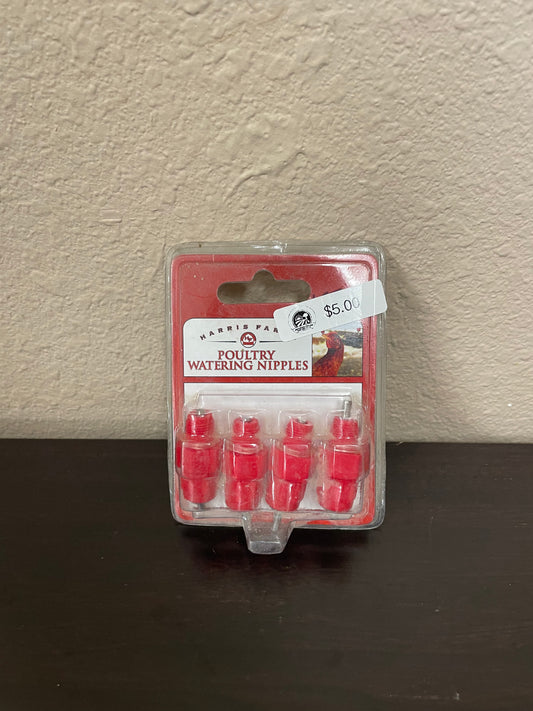 $5.00
HARRIS FAR
POULTRY
WATERING NIPPLES